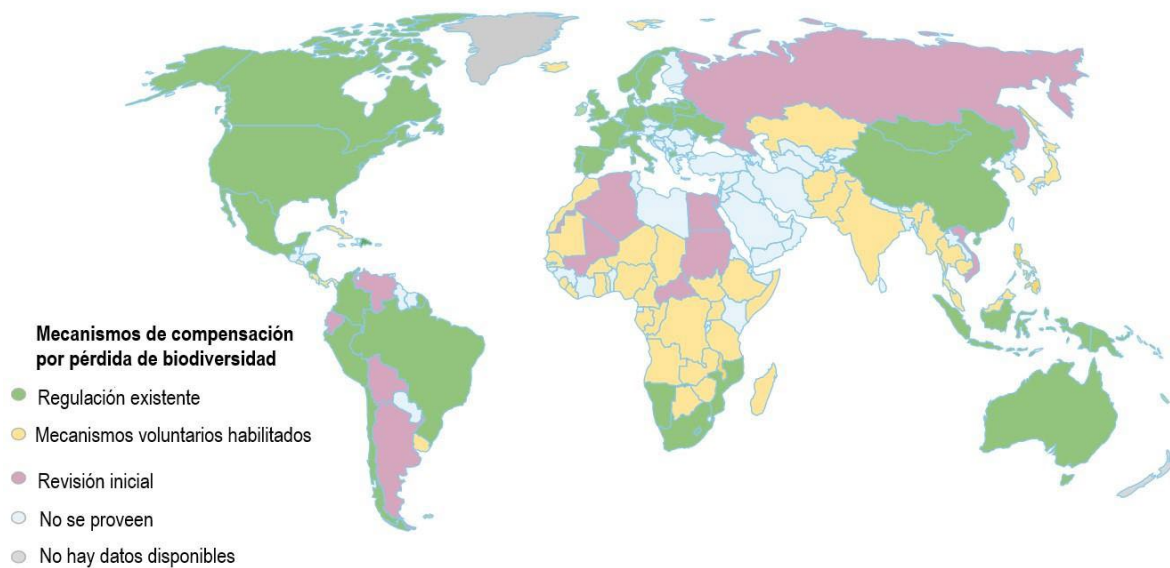 Mecanismos de compensación
por pérdida de biodiversidad
Regulación existente
Mecanismos voluntarios habilitados
Revisión inicial
No se proveen
No hay datos disponibles